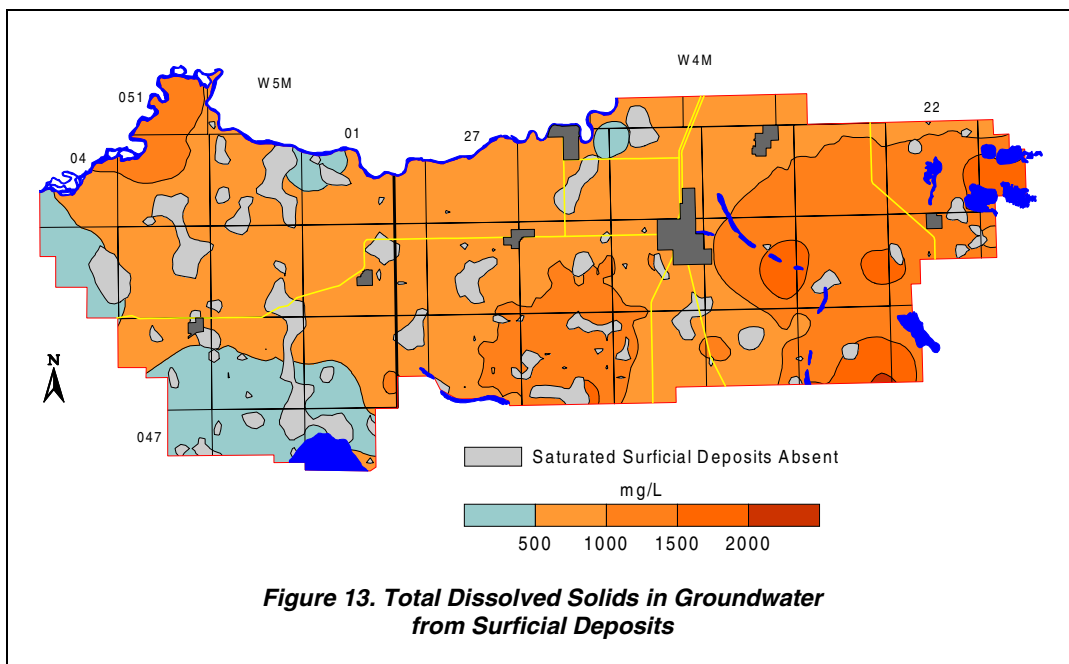 W5M
W4M
051
01
27
22
04
N
047
Saturated Surficial Deposits Absent
mg/L
500 1000 1500 2000
Figure 13. Total Dissolved Solids in Groundwater
from Surficial Deposits